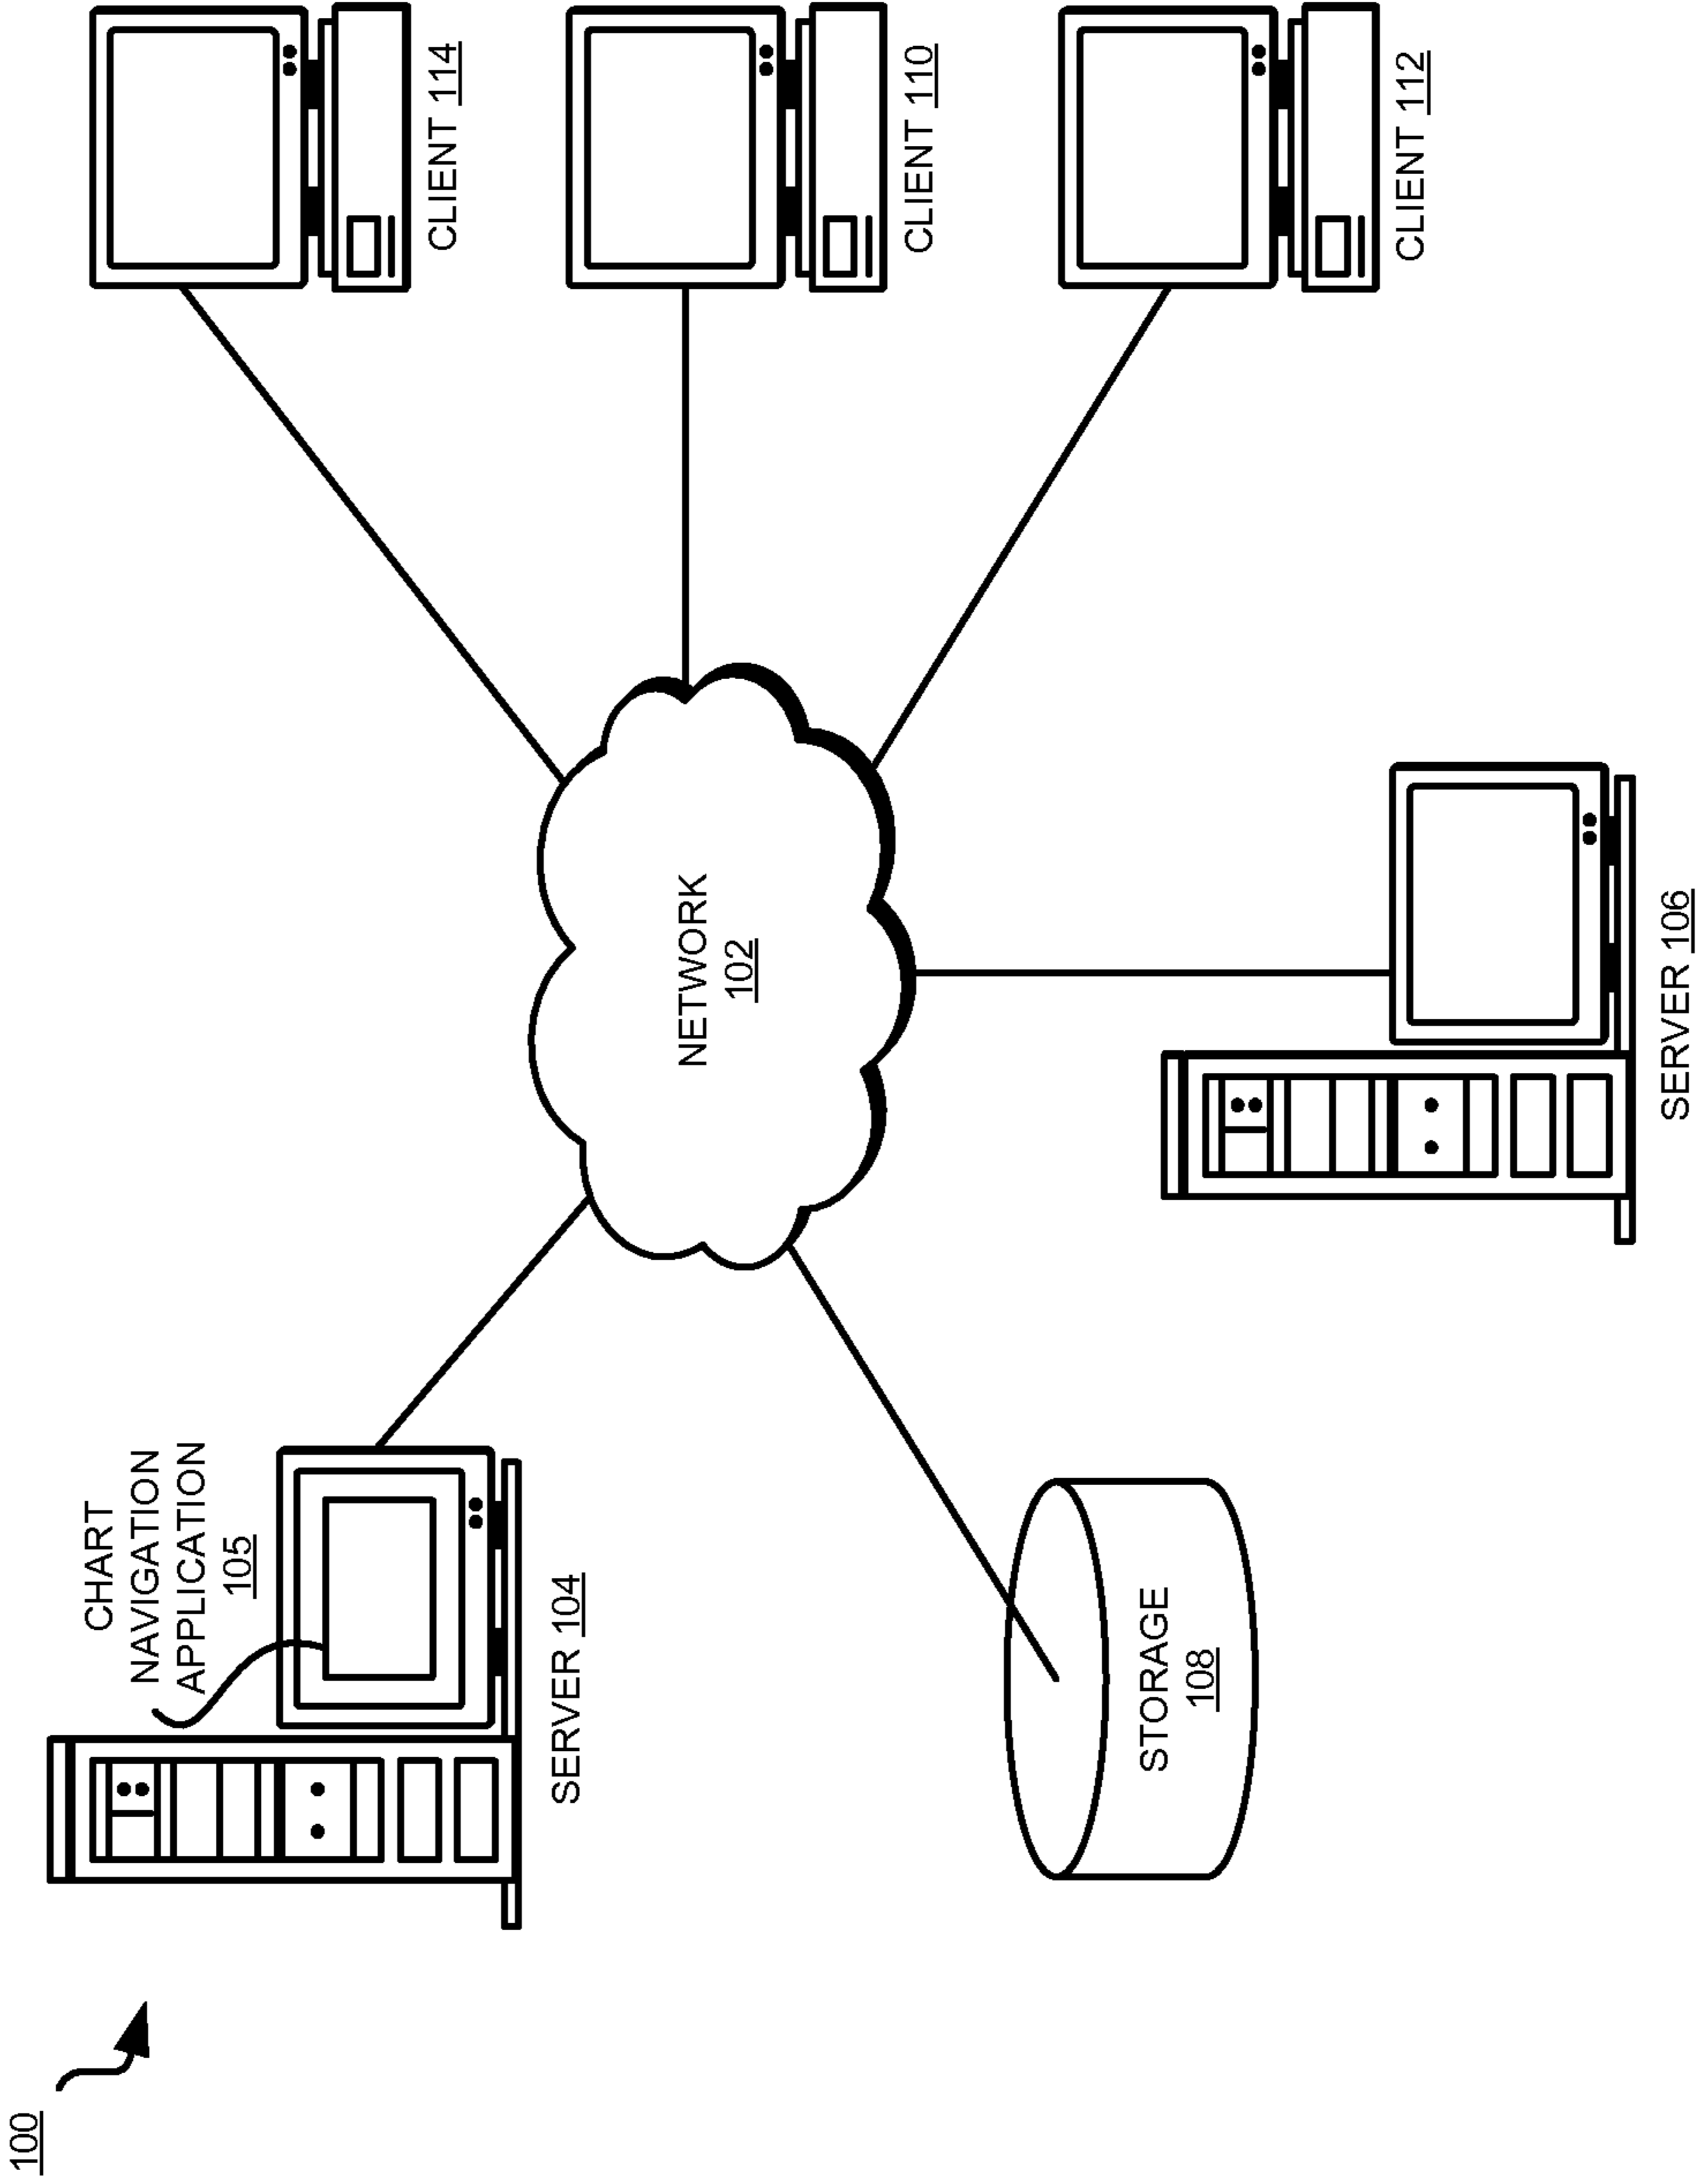 100
CHART
NAVIGATION
APPLICATION
105
SERVER 104
NETWORK
102
STORAGE
108
SERVER 106
CLIENT 114
CLIENT 110
CLIENT 112